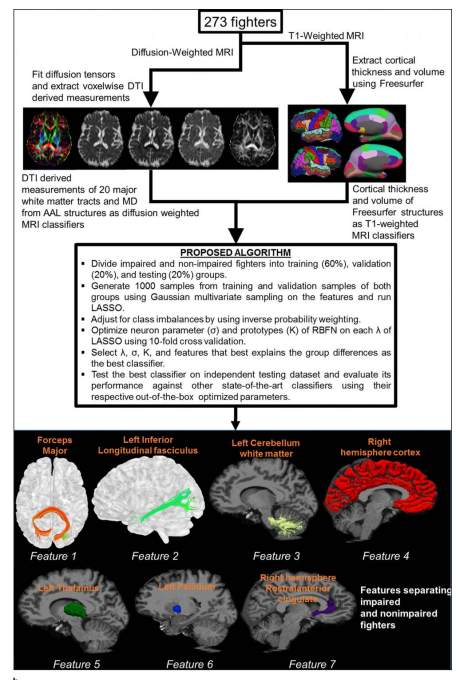 273 fighters
Diffusion-Weighted MRI
T1-Weighted MRI
Fit diffusion tensors
and extract voxelwise DTI
derived measurements
Extract cortical
thickness and volume
using Freesurfer
DTI derived
measurements of 20 major
white matter tracts and MD
from AAL structures as diffusion weighted
MRI classifiers
Cortical thickness
and volume of
Freesurfer structures
as T1-weighted
MRI classifiers
PROPOSED ALGORITHM
▪ Divide impaired and non-impaired fighters into training (60%), validation
(20%), and testing (20%) groups.
▪ Generate 1000 samples from training and validation samples of both
groups using Gaussian multivariate sampling on the features and run
LASSO.
▪ Adjust for class imbalances by using inverse probability weighting.
▪ Optimize neuron parameter (σ) and prototypes (K) of RBFN on each λ of
LASSO using 10-fold cross validation.
▪ Select λ, σ, K, and features that best explains the group differences as
the best classifier.
▪ Test the best classifier on independent testing dataset and evaluate its
performance against other state-of-the-art classifiers using their
respective out-of-the-box optimized parameters.
Forceps
Major
Left Inferior
Longitudinal fasciculus
Left Cerebellum
white matter
Right
hemisphere cortex
Feature 1
Feature 2
Feature 3
Feature 4
Left Thalamus
Left Pallidum
Right hemisphere
Rostralanterior
cingulate
Features separating
impaired
and nonimpaired
fighters
Feature 5
Feature 6
Feature 7